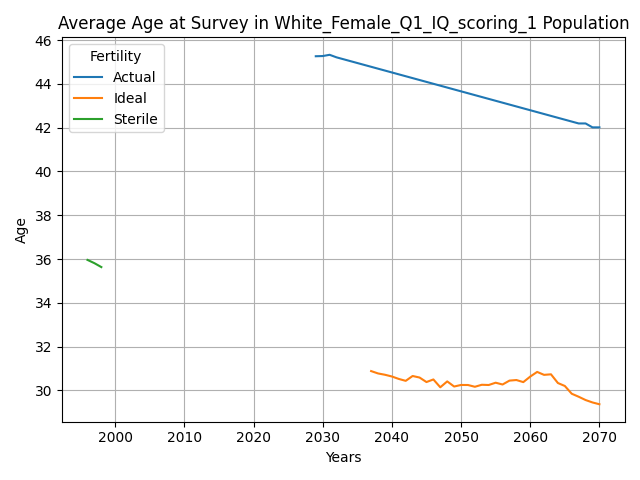 Average Age at Survey in White_Female_Q1_IQ_scoring_1 Population
46
44
42
40
38
36
34
32
30
Age
Fertility
Actual
Ideal
Sterile
2000
2010
2020
2030
2040
2050
2060
2070
Years